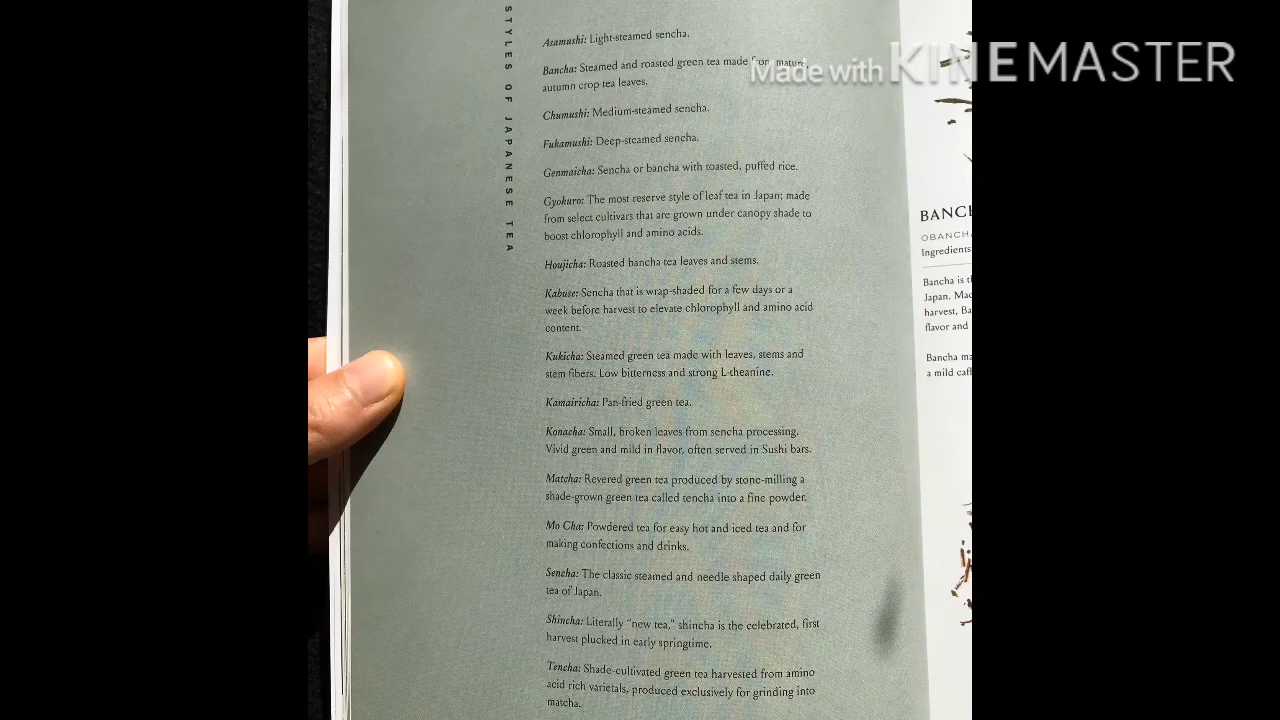 STYLES OF JAPANESE TEA
Asamushi: Light-steamed sencha.
Bancha: Steamed and roasted green tea made from mature,
autumn crop tea leaves.
Chumushi: Medium-steamed sencha.
Fukamushi: Deep-steamed sencha.
Genmaicha: Sencha or bancha with toasted, puffed rice.
Gyokuro: The most reserve style of leaf tea in Japan; made
from select cultivars that are grown under canopy shade to
boost chlorophyll and amino acids.
Houjicha: Roasted bancha tea leaves and stems.
Kabuse: Sencha that is wrap-shaded for a few days or a
week before harvest to elevate chlorophyll and amino acid
content.
Kukicha: Steamed green tea made with leaves, stems and
stem fibers. Low bitterness and strong L-theanine.
Kamairicha: Pan-fried green tea.
Konacha: Small, broken leaves from sencha processing.
Vivid green and mild in flavor, often served in Sushi bars.
Matcha: Revered green tea produced by stone-milling a
shade-grown green tea called tencha into a fine powder.
Mo Cha: Powdered tea for easy hot and iced tea and for
making confections and drinks.
Sencha: The classic steamed and needle shaped daily green
tea of Japan.
Shincha: Literally "new tea," shincha is the celebrated, first
harvest plucked in early springtime.
Tencha: Shade-cultivated green tea harvested from amino
acid rich varietals, produced exclusively for grinding into
matcha.
Made with KINEMASTER
BANC
OBANCHA
Ingredients
Bancha is t
Japan. Mad
harvest, Ba
flavor and
Bancha ma
a mild caff